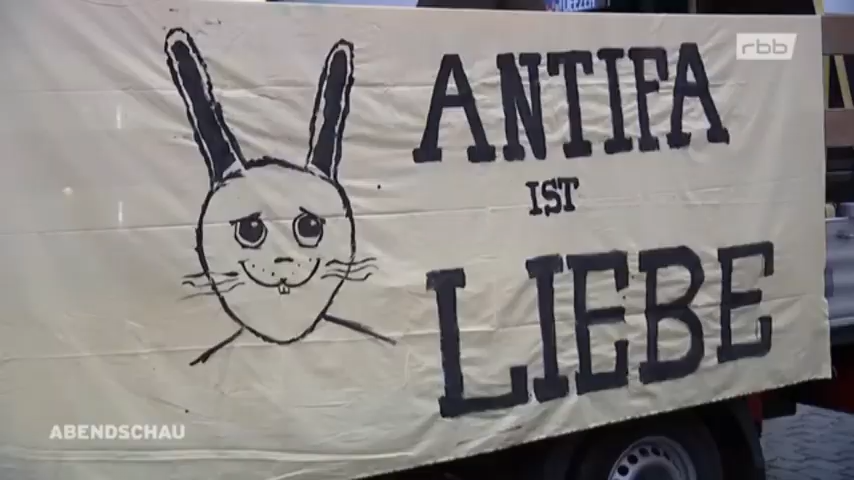 rbb
ANTIFA
IST
LIEBE
ABENDSCHAU